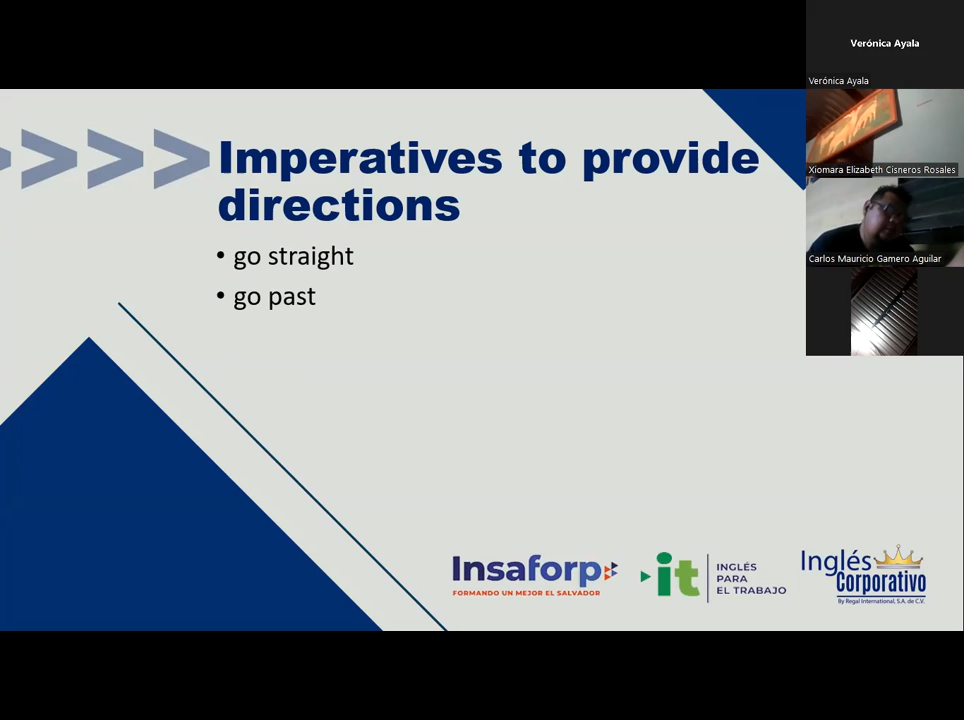 Verónica Ayala
Verónica Ayala
Xiomara Elizabeth Cisneros Rosales
Carlos Mauricio Gamero Aguilar
>>>> Imperatives to provide
directions
• go straight
• go past
Insaforp
FORMANDO UN MEJOR EL SALVADOR
it
INGLÉS
PARA
EL TRABAJO
Inglés
Corporativo
By Regal International, S.A. de C.V.